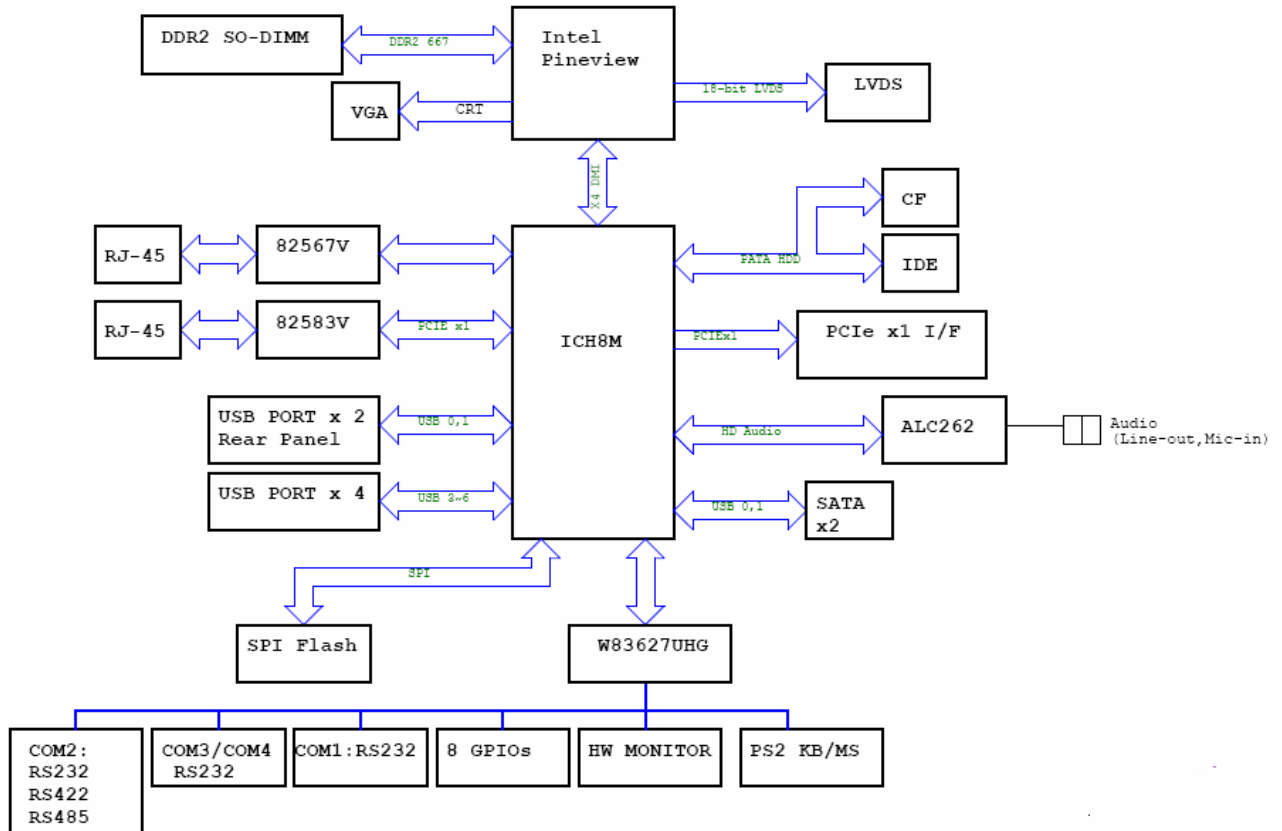 DDR2 SO-DIMM
DDR2 667
Intel
Pineview
18-bit LVDS
LVDS
VGA
CRT
X4 DMI
CF
RJ-45
82567V
PATA HDD
IDE
RJ-45
82583V
PCIE x1
ICH8M
PCIEx1
PCIe x1 I/F
USB PORT x 2
Rear Panel
USB 0,1
HD Audio
ALC262
Audio
(Line-out,Mic-in)
USB PORT x 4
USB 3~6
USB 0,1
SATA
x2
SPI
SPI Flash
W83627UHG
COM2:
RS232
RS422
RS485
COM3/COM4
RS232
COM1:RS232
8 GPIOs
HW MONITOR
PS2 KB/MS